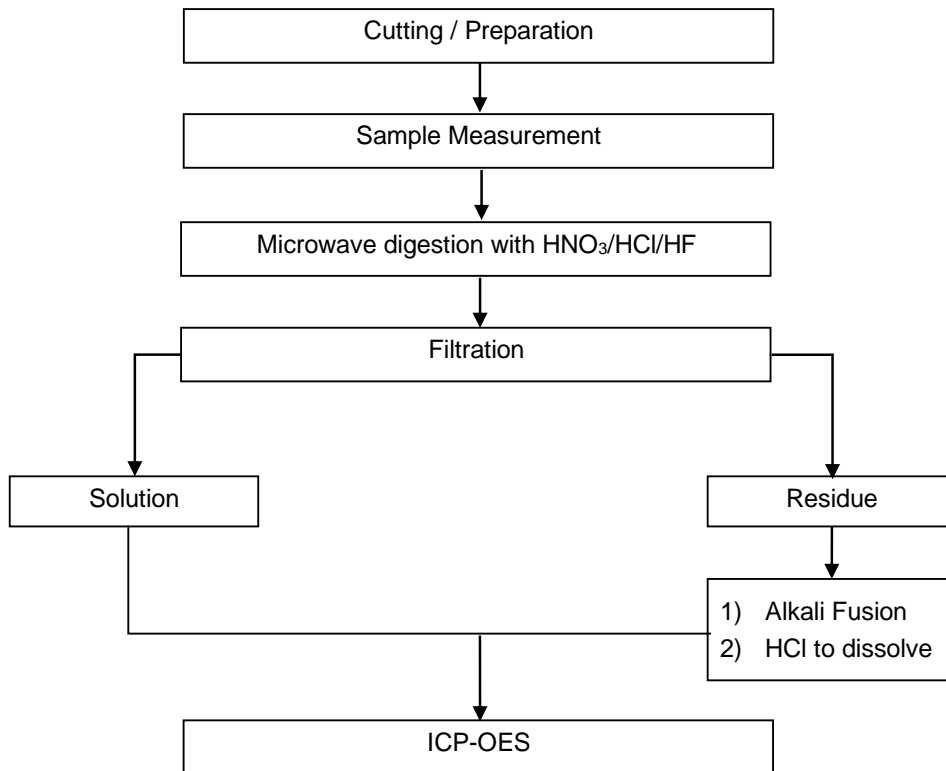 Cutting / Preparation
Sample Measurement
Microwave digestion with HNO₃/HCl/HF
Filtration
Solution
Residue
1) Alkali Fusion
2) HCl to dissolve
ICP-OES